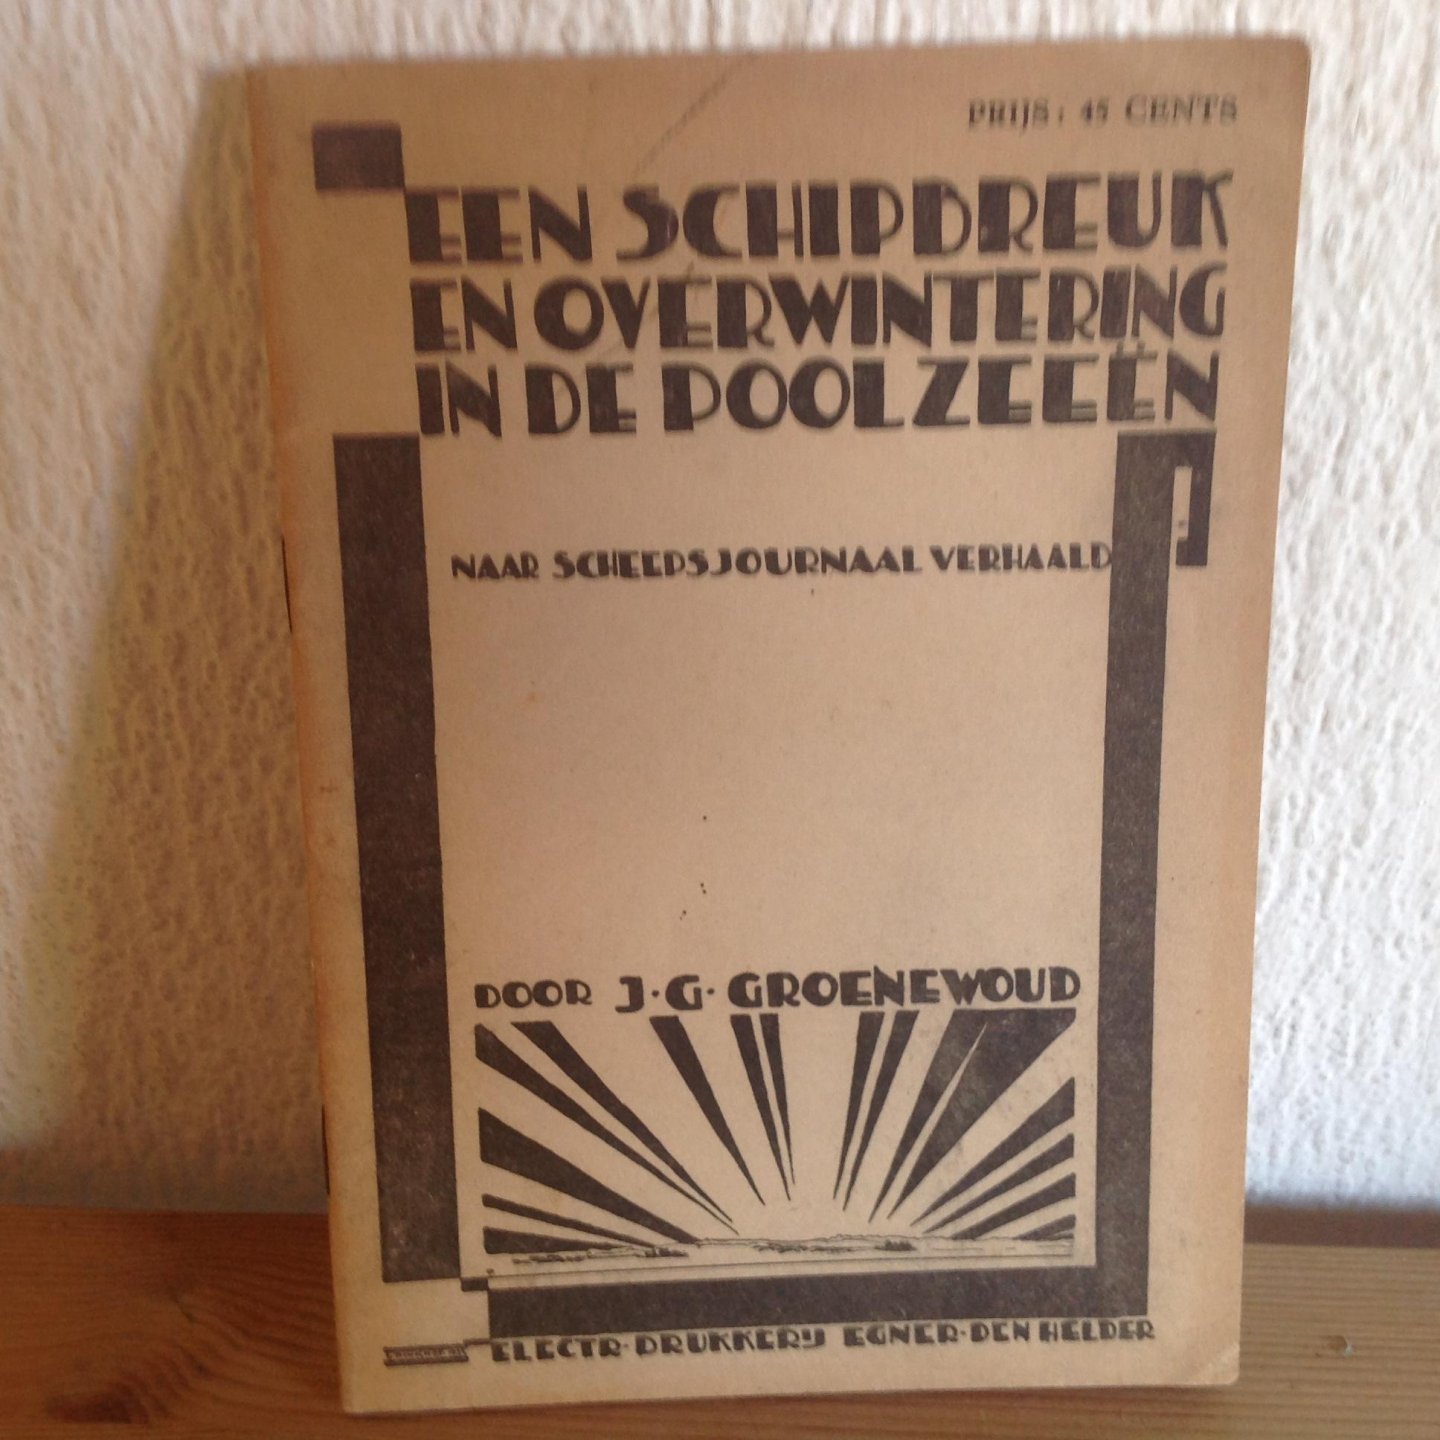 PRIJS: 45 CENTS
EEN SCHIPBREUK
EN OVERWINTERING
IN DE POOLZEEËN
NAAR SCHEEPSJOURNAAL VERHAALD
DOOR J·G· GROENEWOUD
ELECTR·DRUKKERIJ EGNER·DEN HELDER